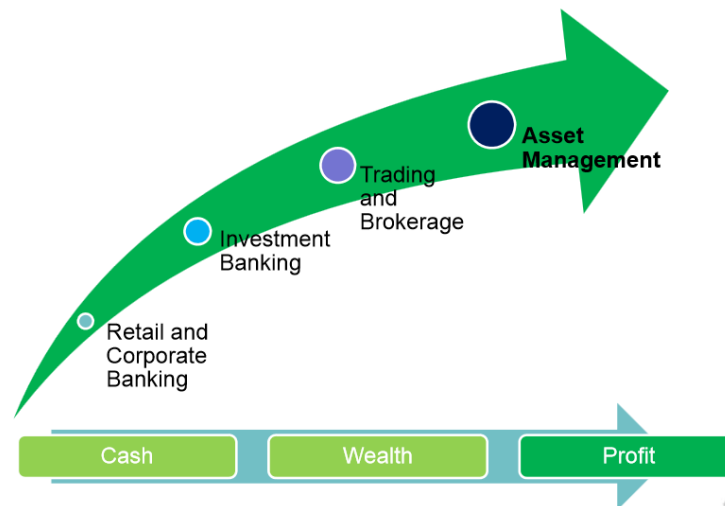 Asset
Management
Trading
and
Brokerage
Investment
Banking
Retail and
Corporate
Banking
Cash
Wealth
Profit